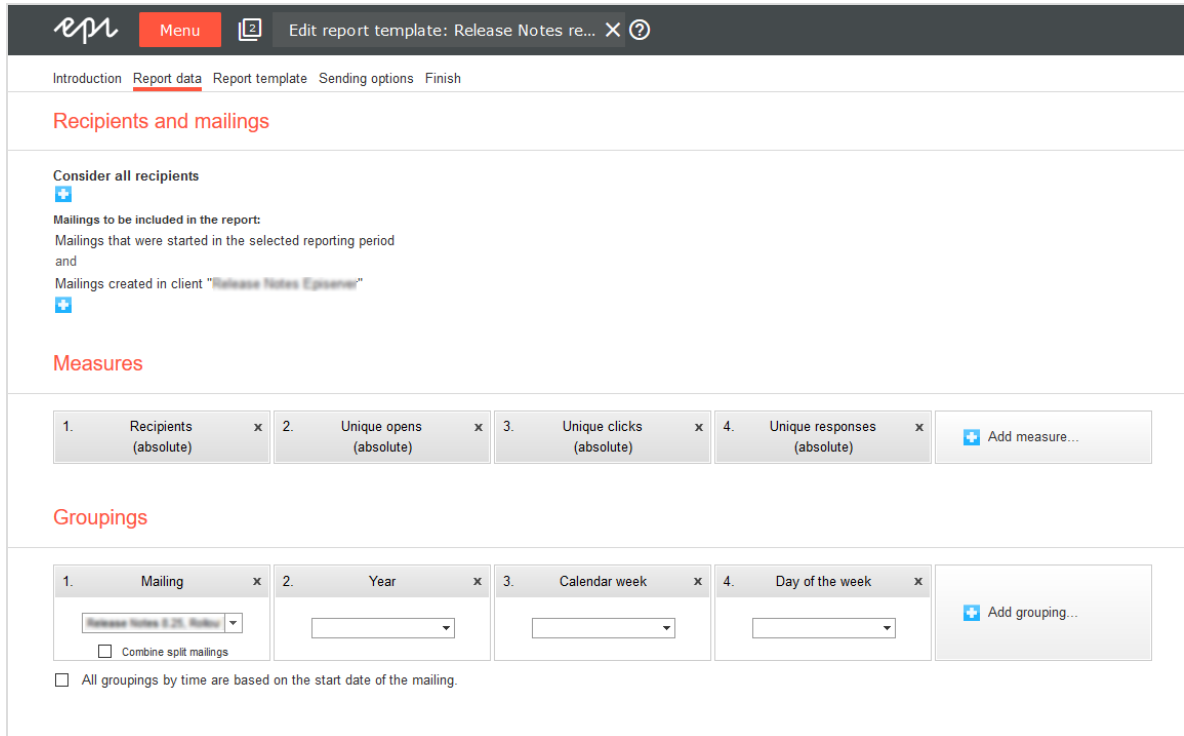 epi Menu 2 Edit report template: Release Notes re... X ?
Introduction Report data Report template Sending options Finish
Recipients and mailings
Consider all recipients
Mailings to be included in the report:
Mailings that were started in the selected reporting period
and
Mailings created in client "Release Notes Episerver"
Measures
1. Recipients x 2. Unique opens x 3. Unique clicks x 4. Unique responses x Add measure...
(absolute) (absolute) (absolute) (absolute)
Groupings
1. Mailing x 2. Year x 3. Calendar week x 4. Day of the week x
Add grouping...
Combine split mailings
All groupings by time are based on the start date of the mailing.